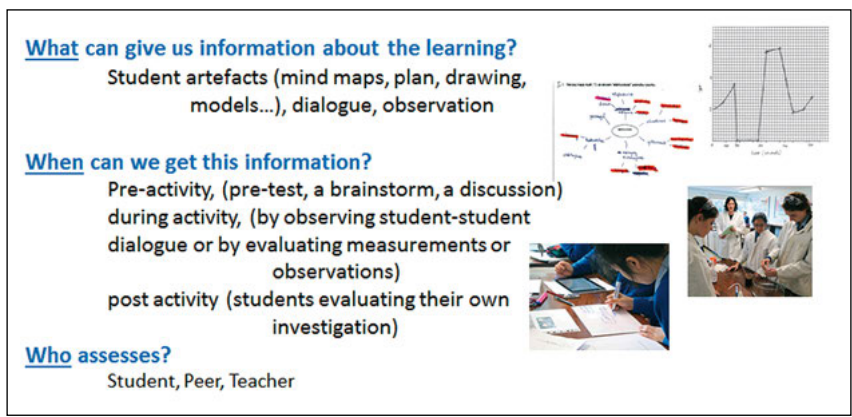 What can give us information about the learning?
Student artefacts (mind maps, plan, drawing,
models...), dialogue, observation
When can we get this information?
Pre-activity, (pre-test, a brainstorm, a discussion)
during activity, (by observing student-student
dialogue or by evaluating measurements or
observations)
post activity (students evaluating their own
investigation)
Who assesses?
Student, Peer, Teacher